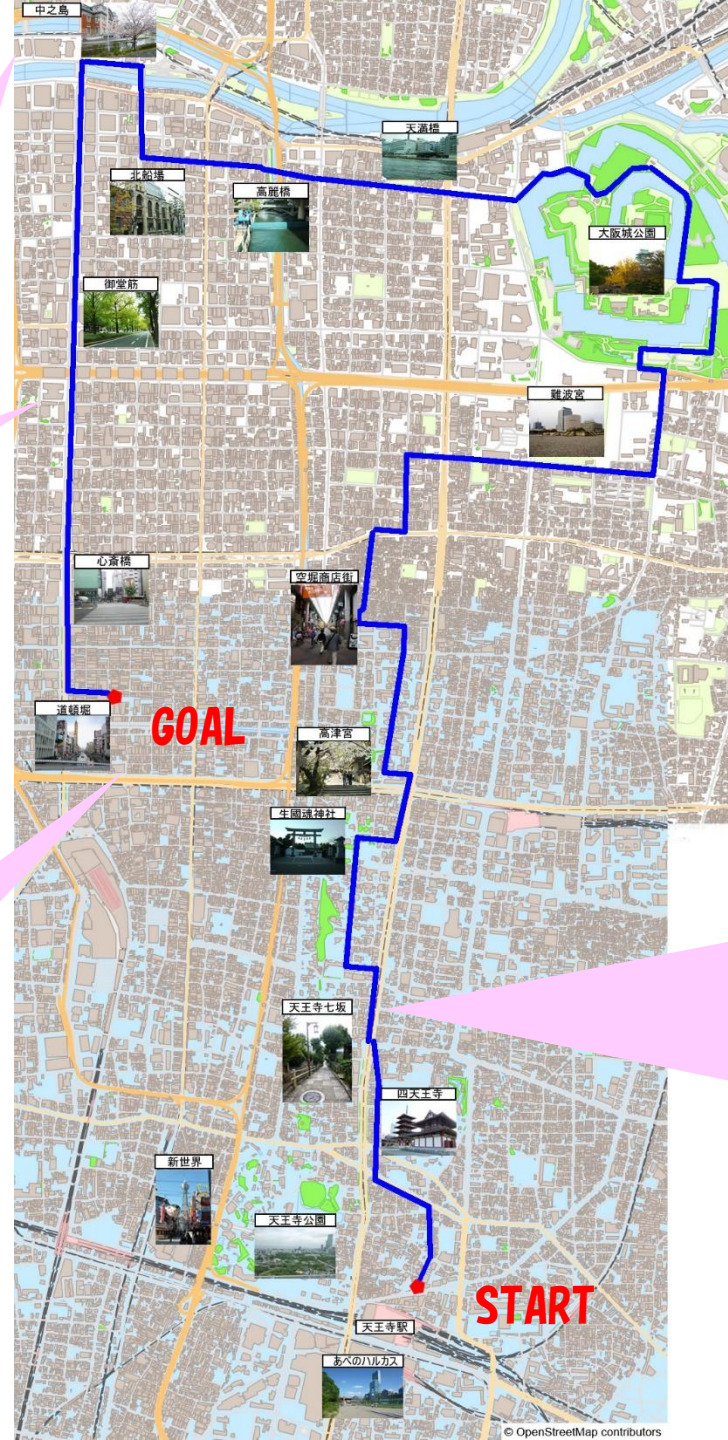 中之島
天満橋
北船場
高麗橋
大阪城公園
御堂筋
難波宮
心斎橋
空堀商店街
道頓堀
GOAL
高津宮
生國魂神社
天王寺七坂
四天王寺
新世界
天王寺公園
START
天王寺駅
あべのハルカス
© OpenStreetMap contributors